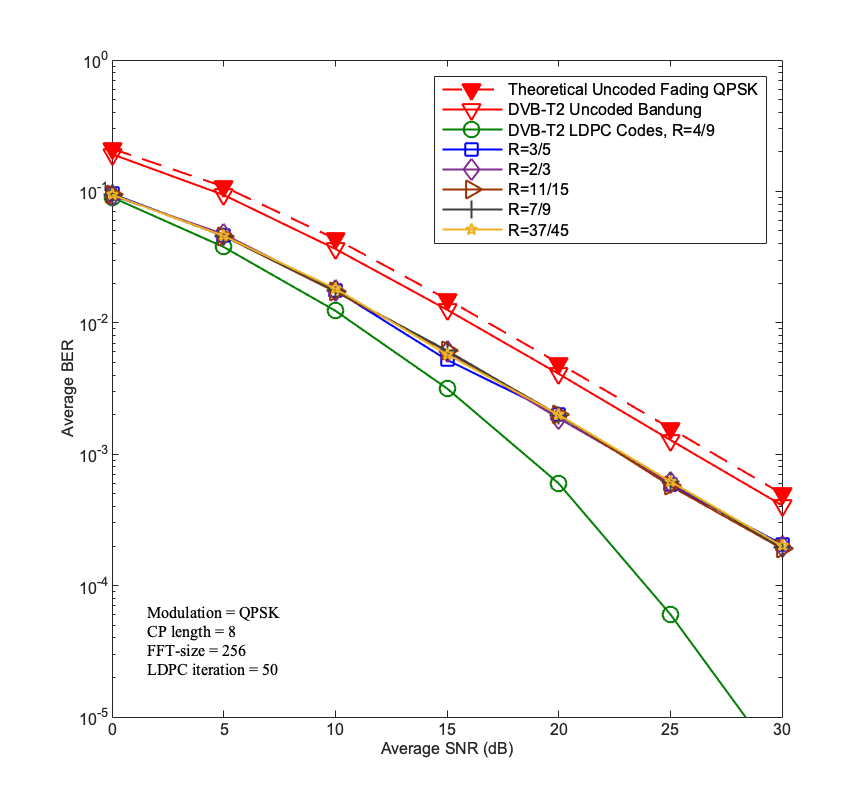 10^0
10^-1
10^-2
10^-3
10^-4
10^-5
Average BER
Theoretical Uncoded Fading QPSK
DVB-T2 Uncoded Bandung
DVB-T2 LDPC Codes, R=4/9
R=3/5
R=2/3
R=11/15
R=7/9
R=37/45
Modulation = QPSK
CP length = 8
FFT-size = 256
LDPC iteration = 50
0 5 10 15 20 25 30
Average SNR (dB)